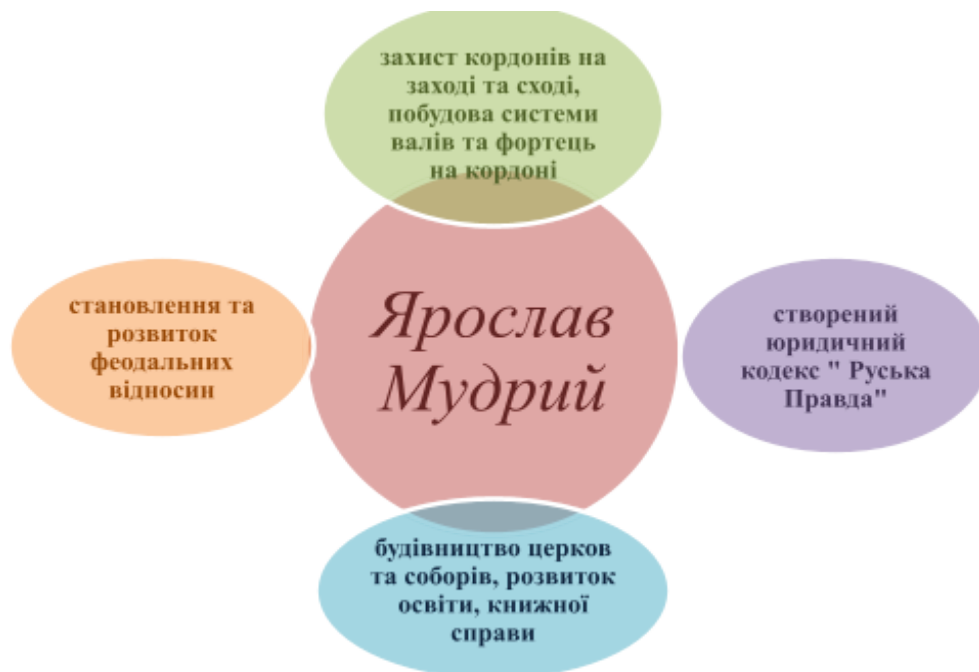 захист кордонів на
заході та сході,
побудова системи
валів та фортець
на кордоні
становлення та
розвиток
феодальних
відносин
Ярослав
Мудрий
створений
юридичний
кодекс " Руська
Правда"
будівництво церков
та соборів, розвиток
освіти, книжної
справи